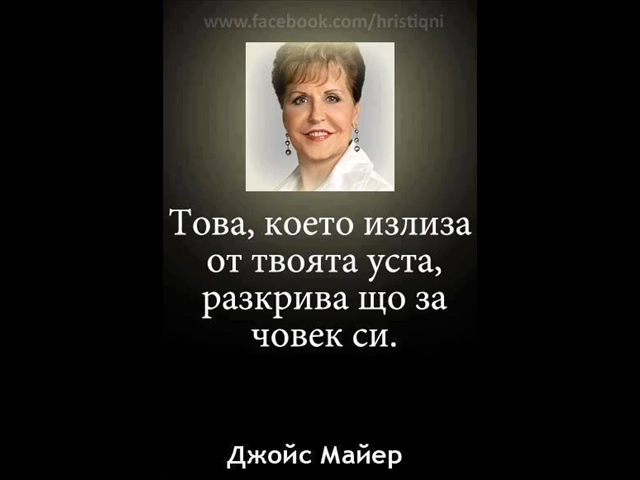 www.facebook.com/hristiqni
Това, което излиза
от твоята уста,
разкрива що за
човек си.
Джойс Майер